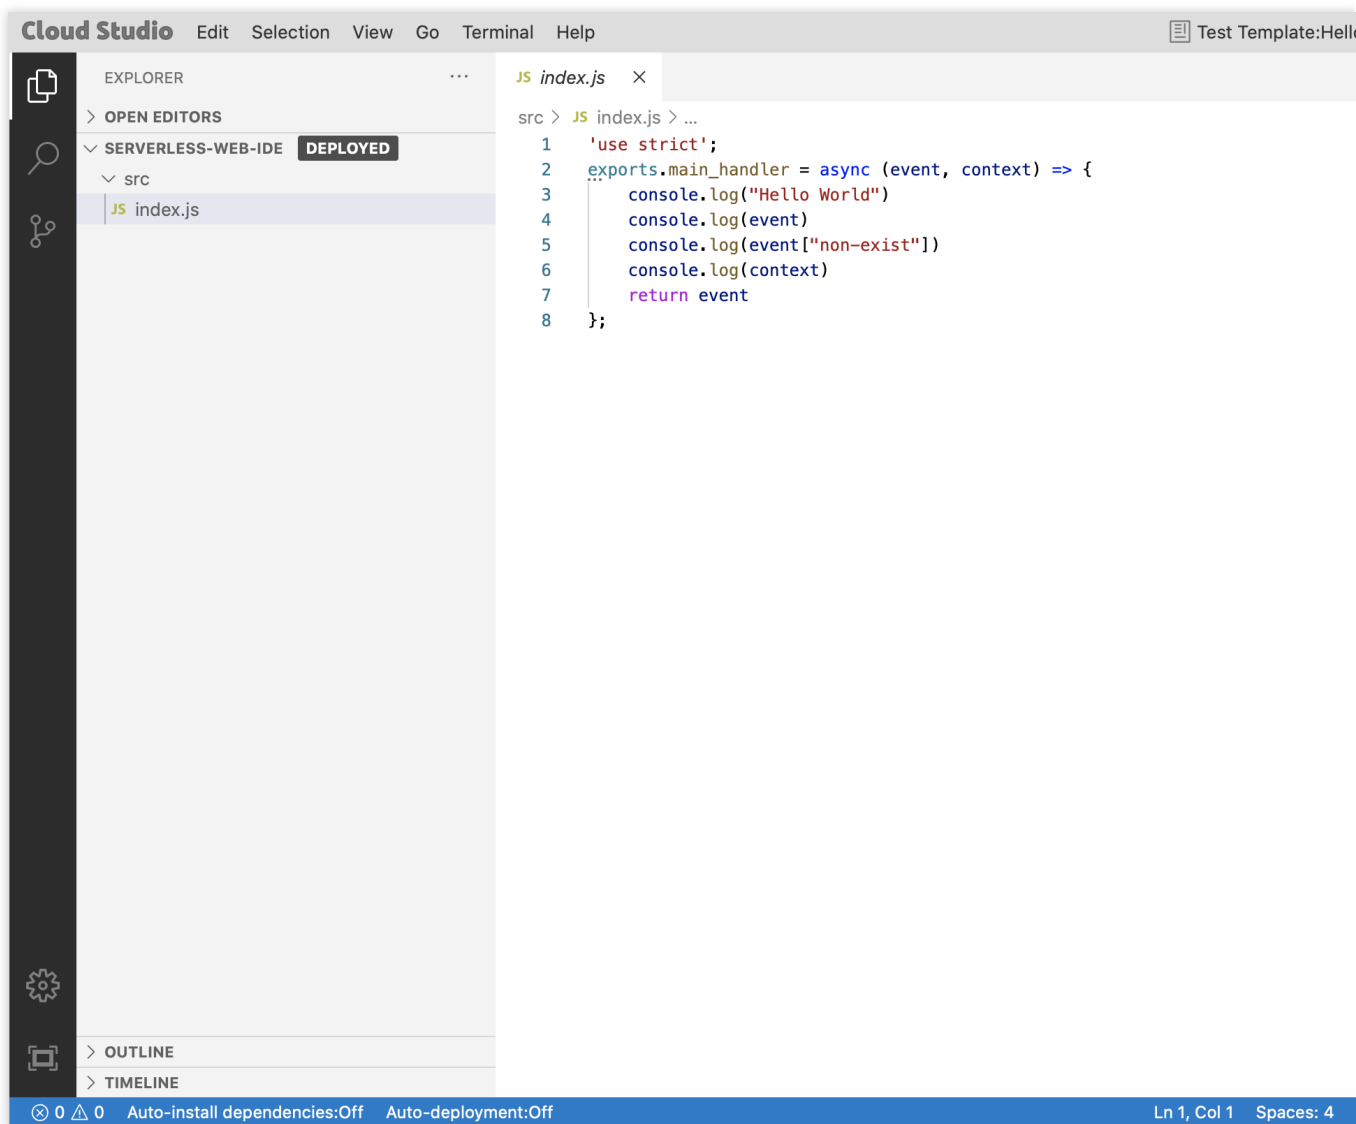 Cloud Studio Edit Selection View Go Terminal Help Test Template:Hello
EXPLORER ...
OPEN EDITORS
SERVERLESS-WEB-IDE DEPLOYED
src
JS index.js
JS index.js ×
src > JS index.js > ...
1 'use strict';
2 exports.main_handler = async (event, context) => {
3     console.log("Hello World")
4     console.log(event)
5     console.log(event["non-exist"])
6     console.log(context)
7     return event
8 };
OUTLINE
TIMELINE
0 0 Auto-install dependencies:Off Auto-deployment:Off Ln 1, Col 1 Spaces: 4